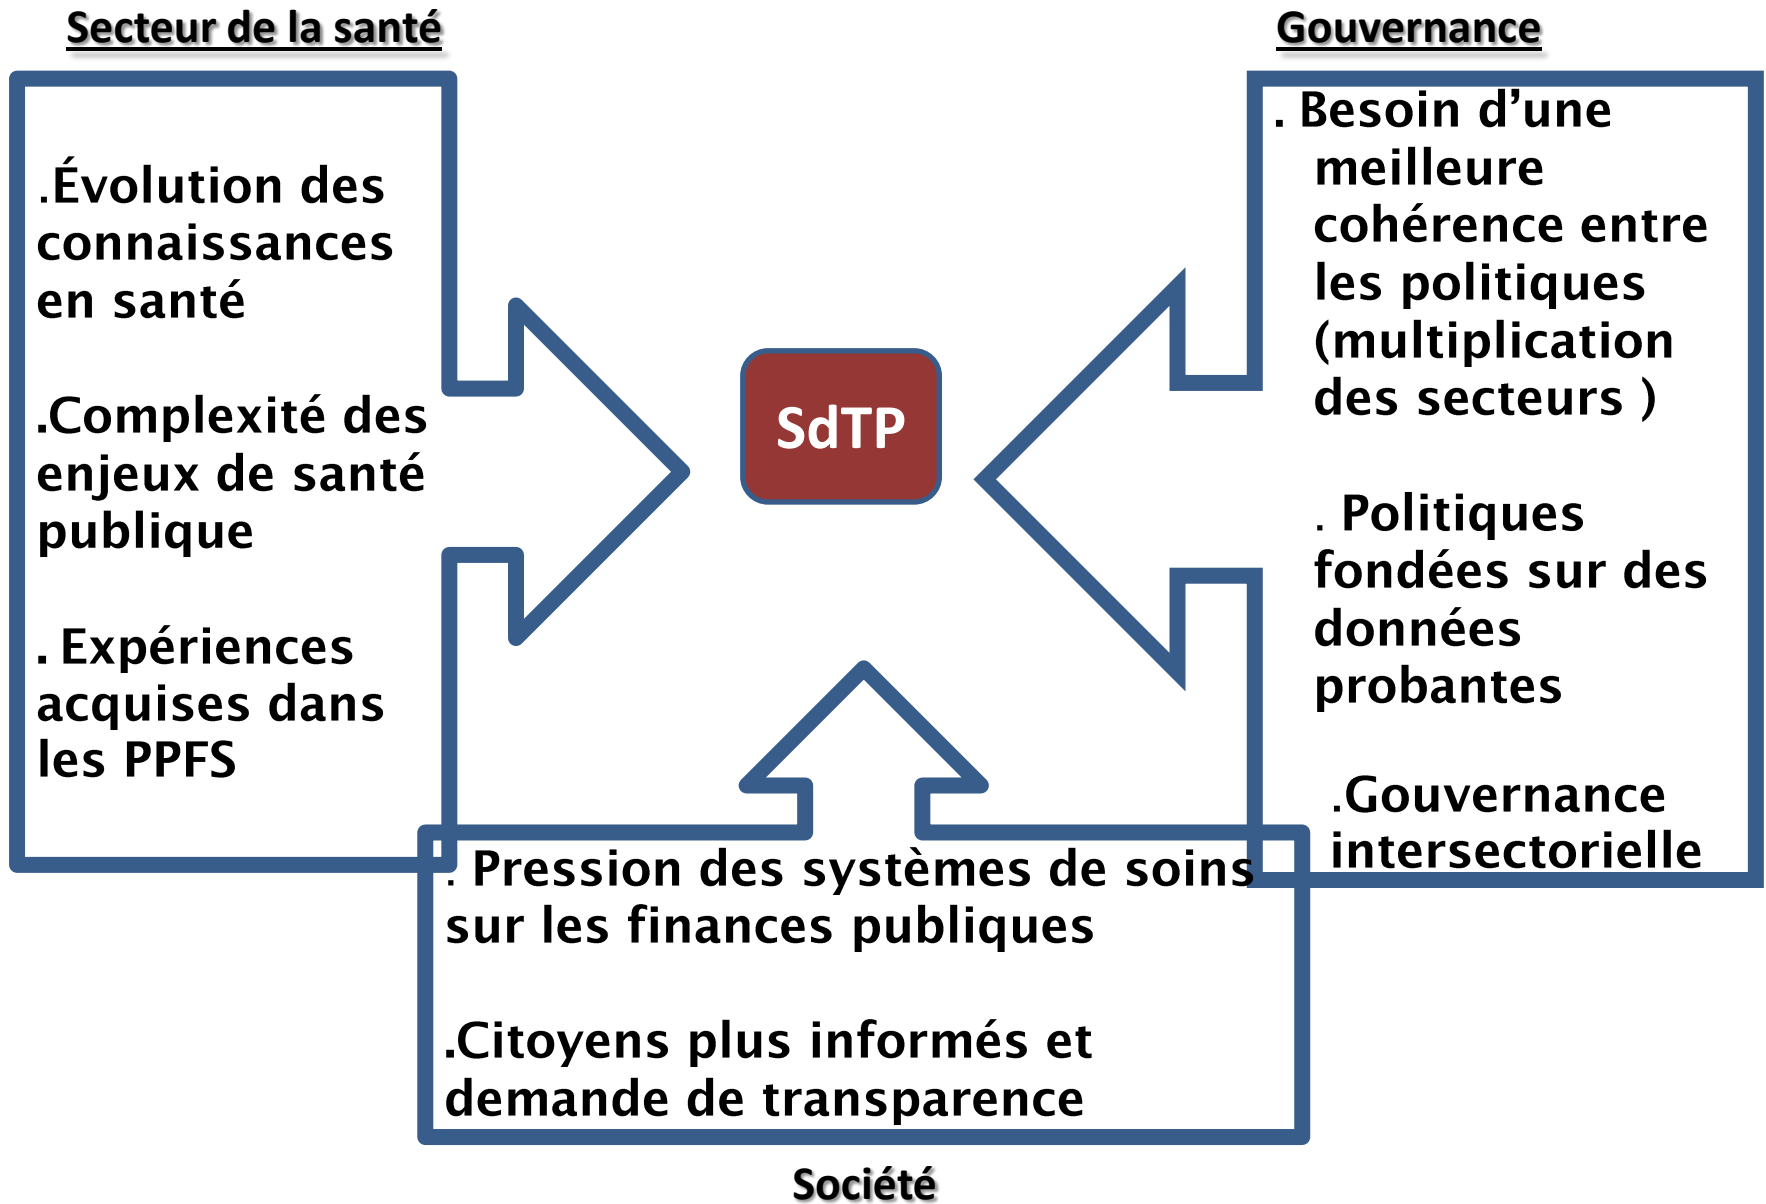 Secteur de la santé
.Évolution des
connaissances
en santé
.Complexité des
enjeux de santé
publique
. Expériences
acquises dans
les PPFS
SdTP
Gouvernance
. Besoin d’une
meilleure
cohérence entre
les politiques
(multiplication
des secteurs )
. Politiques
fondées sur des
données
probantes
.Gouvernance
intersectorielle
. Pression des systèmes de soins
sur les finances publiques
.Citoyens plus informés et
demande de transparence
Société